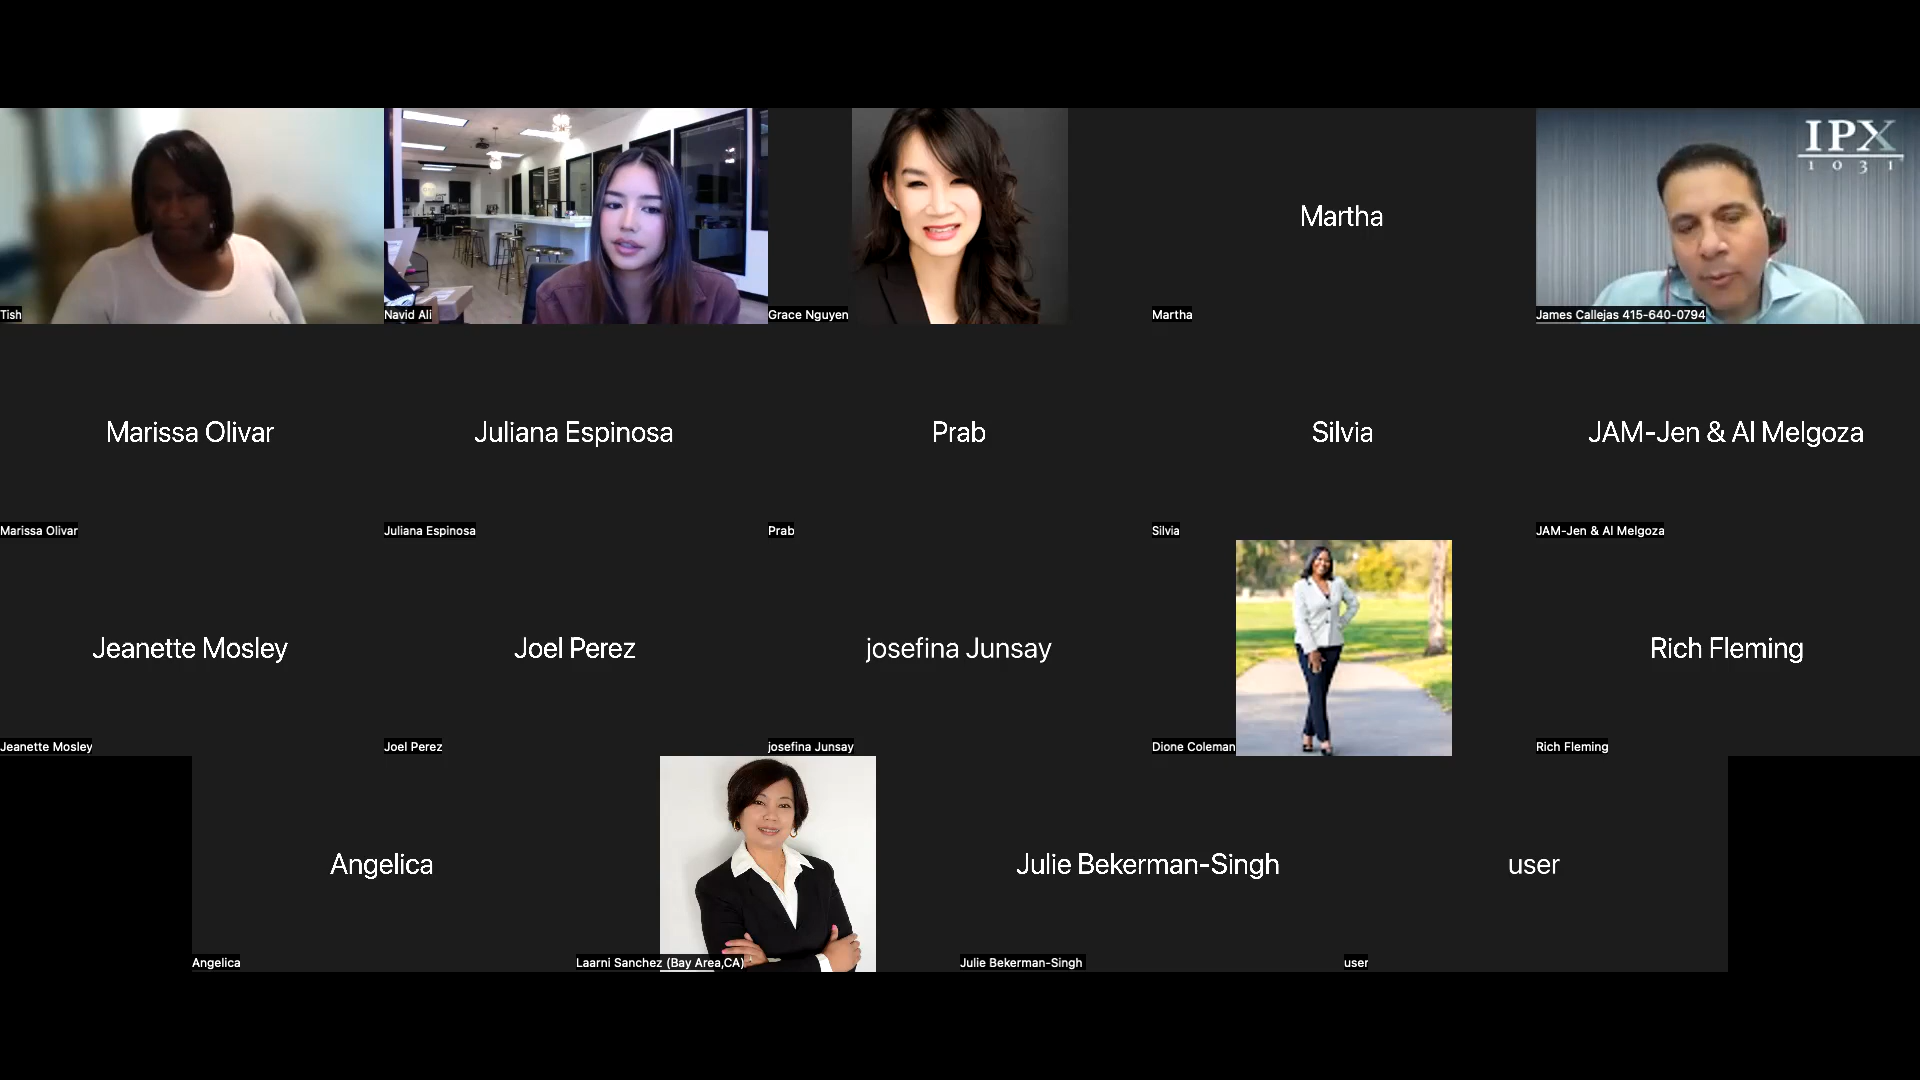 IPX
1031
Martha
Tish
Navid Ali
Grace Nguyen
Martha
James Callejas 415-640-0794
Marissa Olivar
Juliana Espinosa
Prab
Silvia
JAM-Jen & Al Melgoza
Marissa Olivar
Juliana Espinosa
Prab
Silvia
JAM-Jen & Al Melgoza
Jeanette Mosley
Joel Perez
josefina Junsay
Rich Fleming
Jeanette Mosley
Joel Perez
josefina Junsay
Dione Coleman
Rich Fleming
Angelica
Julie Bekerman-Singh
user
Angelica
Laarni Sanchez (Bay Area,CA)
Julie Bekerman-Singh
user